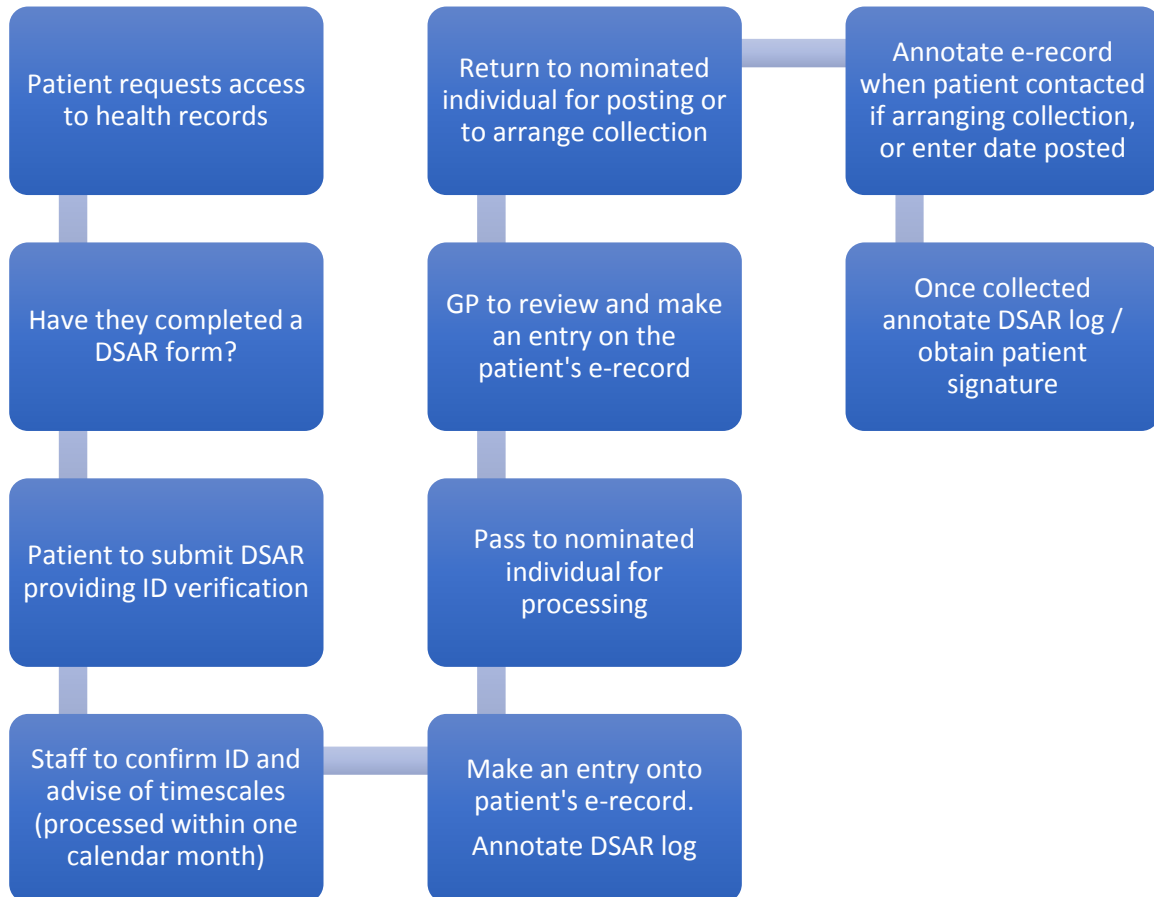 Patient requests access
to health records
Have they completed a
DSAR form?
Patient to submit DSAR
providing ID verification
Staff to confirm ID and
advise of timescales
(processed within one
calendar month)
Make an entry onto
patient's e-record.
Annotate DSAR log
Pass to nominated
individual for
processing
GP to review and make
an entry on the
patient's e-record
Return to nominated
individual for posting or
to arrange collection
Annotate e-record
when patient contacted
if arranging collection,
or enter date posted
Once collected
annotate DSAR log /
obtain patient
signature